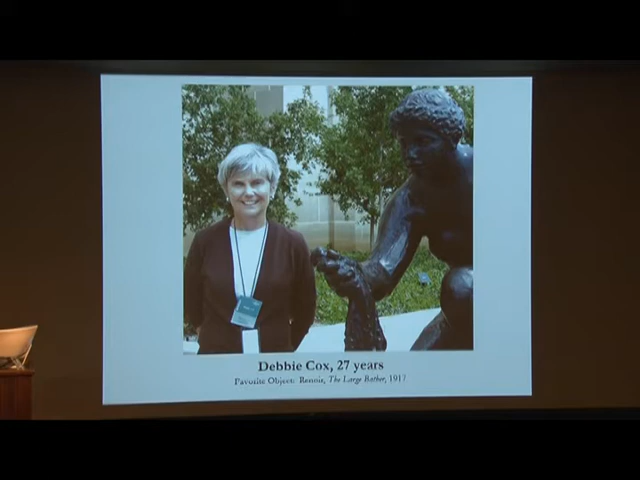 Debbie Cox, 27 years
Favorite Object: Renoir, The Large Bather, 1917